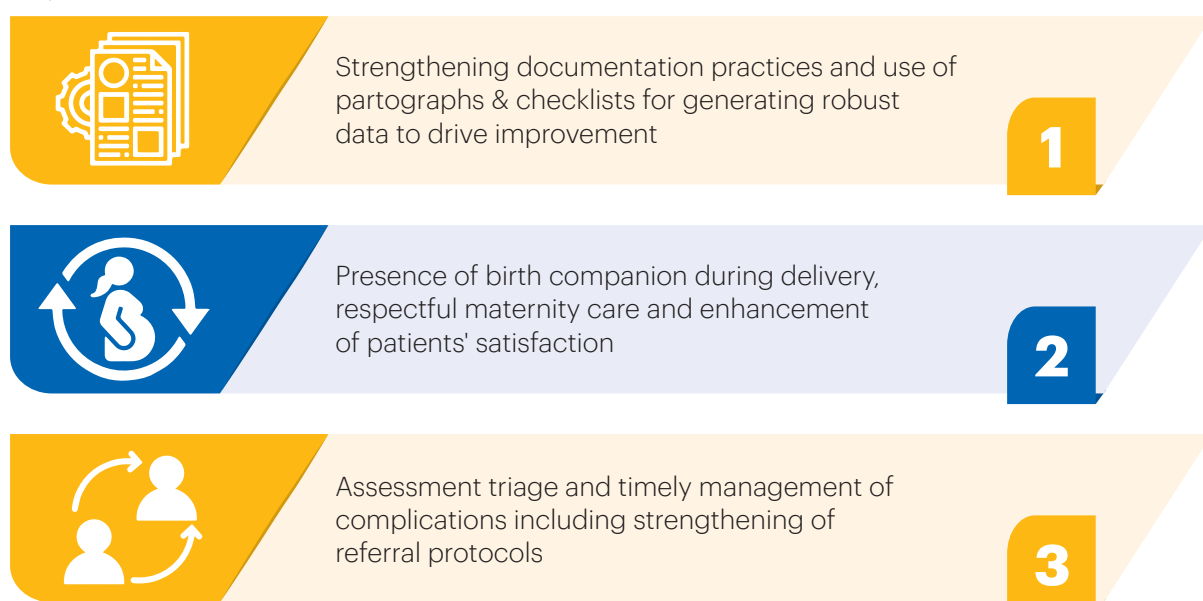 Strengthening documentation practices and use of
partographs & checklists for generating robust
data to drive improvement
1
Presence of birth companion during delivery,
respectful maternity care and enhancement
of patients' satisfaction
2
Assessment triage and timely management of
complications including strengthening of
referral protocols
3